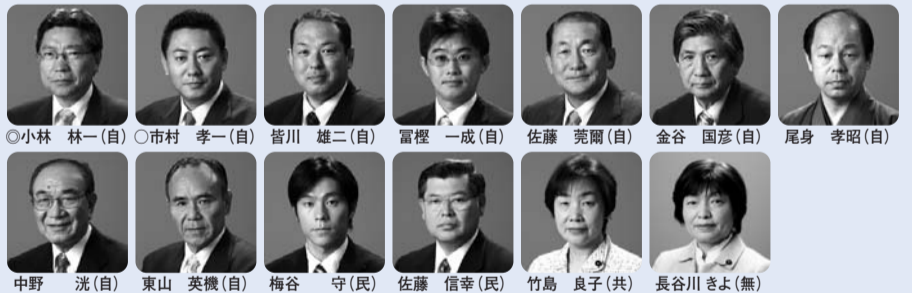 ◎小林　林一(自) ○市村　孝一(自) 皆川　雄二(自) 冨樫　一成(自) 佐藤　莞爾(自) 金谷　国彦(自) 尾身　孝昭(自)
中野　　洸(自) 東山　英機(自) 梅谷　　守(民) 佐藤　信幸(民) 竹島　良子(共) 長谷川 きよ(無)